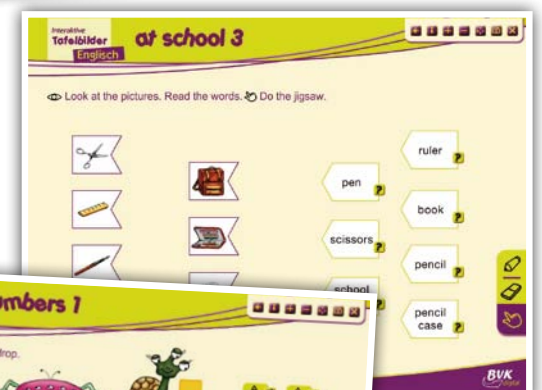 Interaktive
Tafelbilder
Englisch
at school 3
Look at the pictures. Read the words. Do the jigsaw.
ruler
pen
book
scissors
pencil
school
pencil
case
?
?
?
?
?
?
?
umbers 1
drop.
BVK